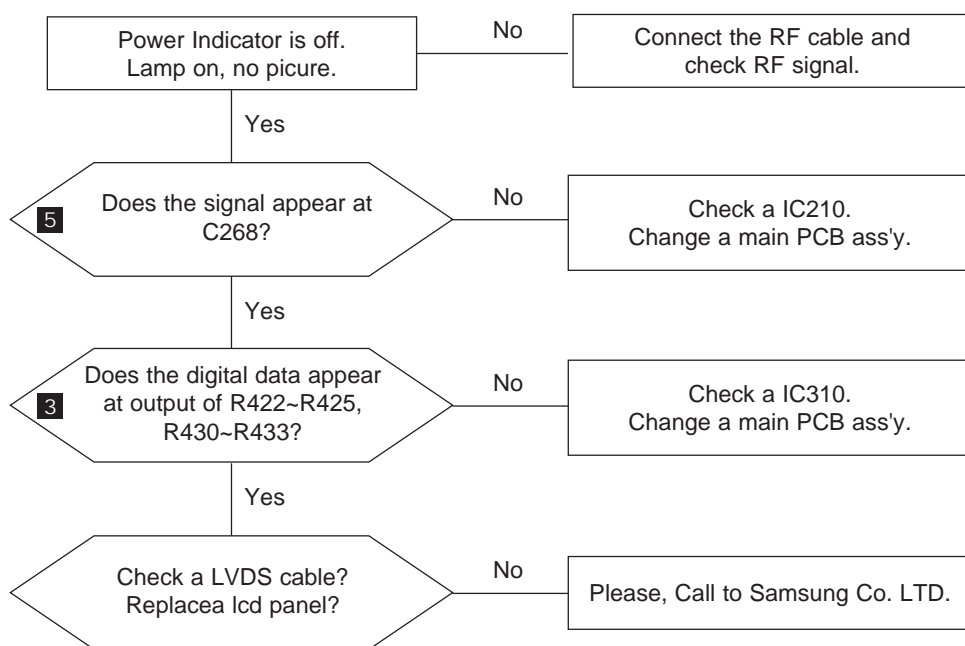 Power Indicator is off.
Lamp on, no picure.
No
Connect the RF cable and
check RF signal.
Yes
5
Does the signal appear at
C268?
No
Check a IC210.
Change a main PCB ass'y.
Yes
3
Does the digital data appear
at output of R422~R425,
R430~R433?
No
Check a IC310.
Change a main PCB ass'y.
Yes
Check a LVDS cable?
Replacea lcd panel?
No
Please, Call to Samsung Co. LTD.